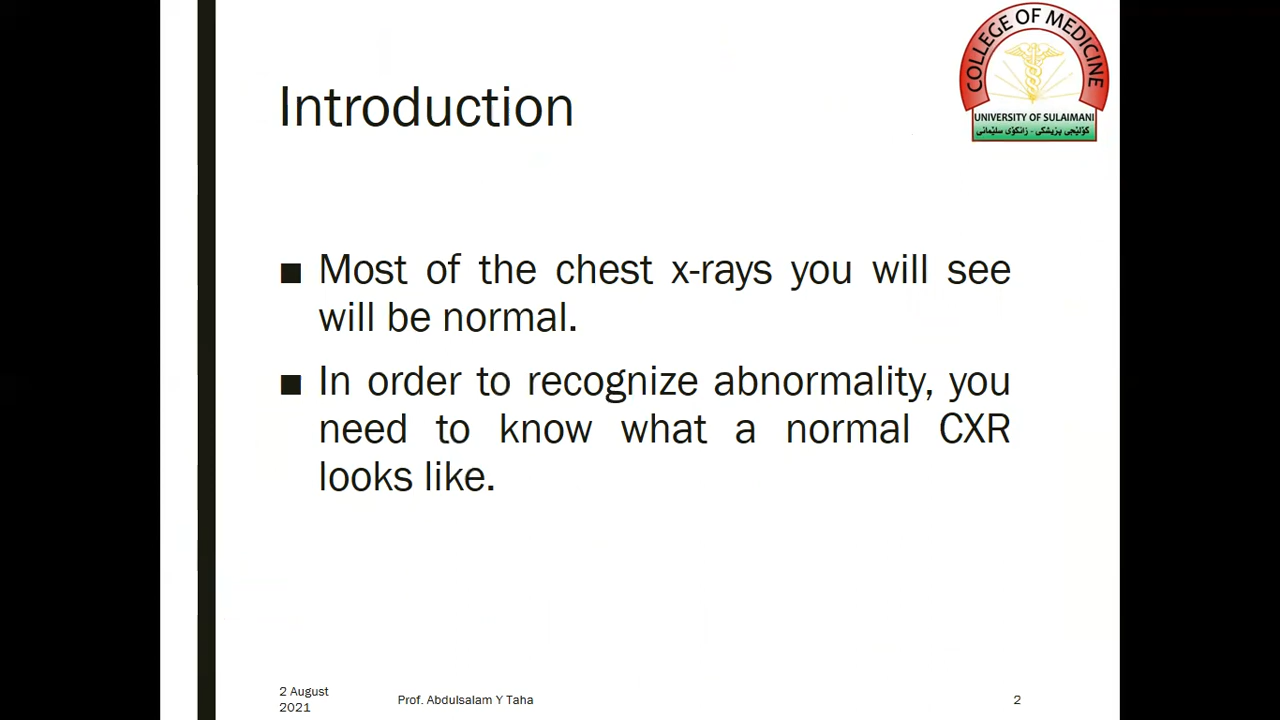 COLLEGE OF MEDICINE
UNIVERSITY OF SULAIMANI
كۆلێجی پزیشکی - زانکۆی سلێمانی
Introduction
■ Most of the chest x-rays you will see
will be normal.
■ In order to recognize abnormality, you
need to know what a normal CXR
looks like.
2 August
2021
Prof. Abdulsalam Y Taha
2